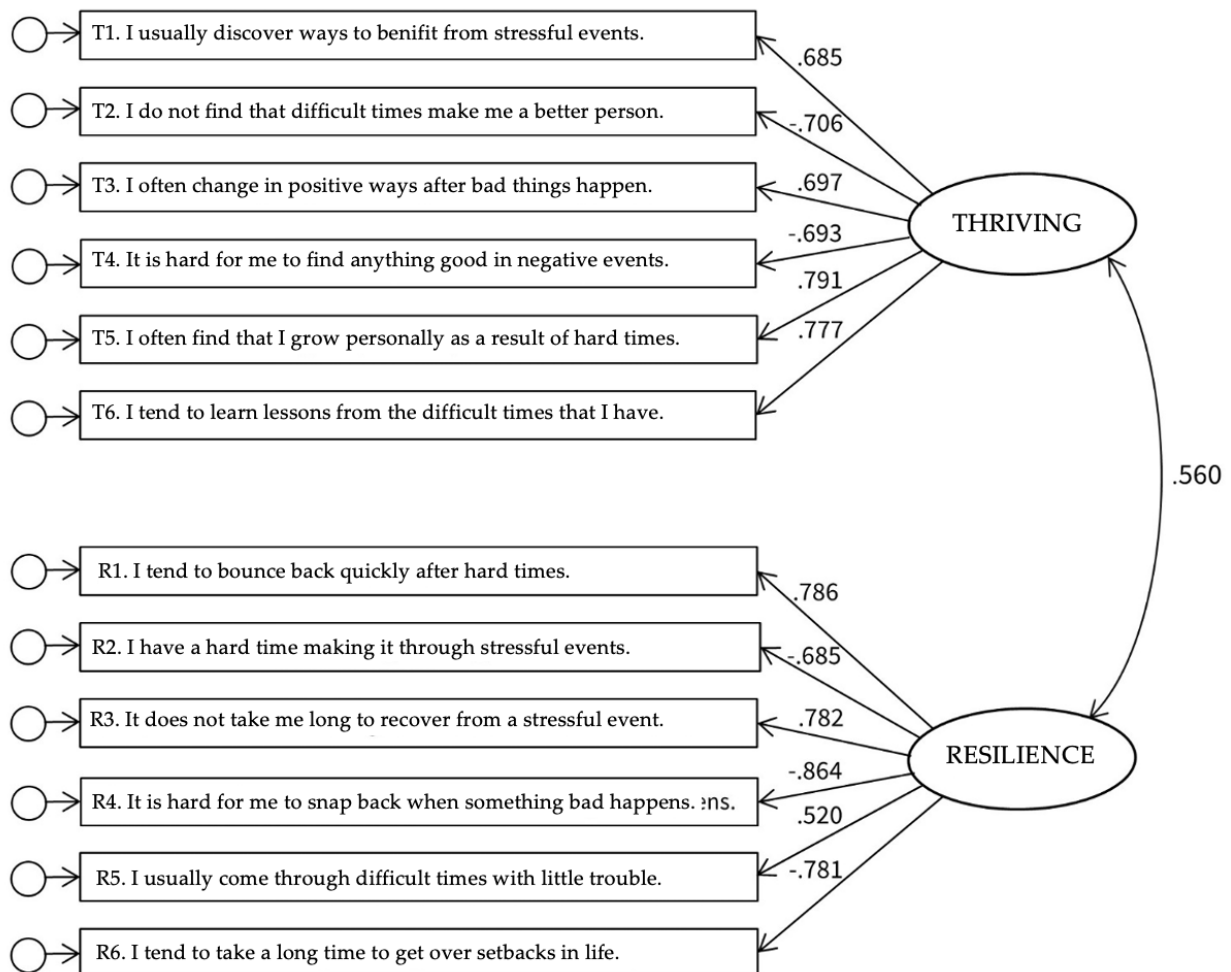 T1. I usually discover ways to benifit from stressful events.
.685
T2. I do not find that difficult times make me a better person.
-.706
T3. I often change in positive ways after bad things happen.
.697
THRIVING
-.693
T4. It is hard for me to find anything good in negative events.
.791
T5. I often find that I grow personally as a result of hard times.
.777
T6. I tend to learn lessons from the difficult times that I have.
.560
R1. I tend to bounce back quickly after hard times.
.786
R2. I have a hard time making it through stressful events.
-.685
R3. It does not take me long to recover from a stressful event.
.782
RESILIENCE
-.864
R4. It is hard for me to snap back when something bad happens. ens.
.520
R5. I usually come through difficult times with little trouble.
-.781
R6. I tend to take a long time to get over setbacks in life.